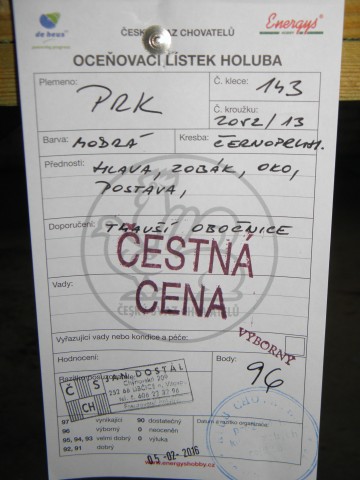 de heus
Energys®
ČESKÝ SVAZ CHOVATELŮ
OCEŇOVACÍ LÍSTEK HOLUBA
Plemeno: PRK
Č. klece: 143
Č. kroužku: 2012/13
Barva: MODRÁ
Kresba: ČERNOPRUH.
Přednosti: HLAVA, ZOBÁK, OKO,
POSTAVA,
Doporučení: TMAVŠÍ OBOČNICE
ČESTNÁ
CENA
Vady:
Vyřazující vady nebo kondice a péče:
VÝBORNÝ
Hodnocení:
Body: 96
JAN DOSTÁL
97 vynikající 90 dostatečný
96 výborný 0 neoceněn
95, 94, 93 velmi dobrý 0 výluka
92, 91 dobrý
05 -02- 2016
www.energyshobby.cz